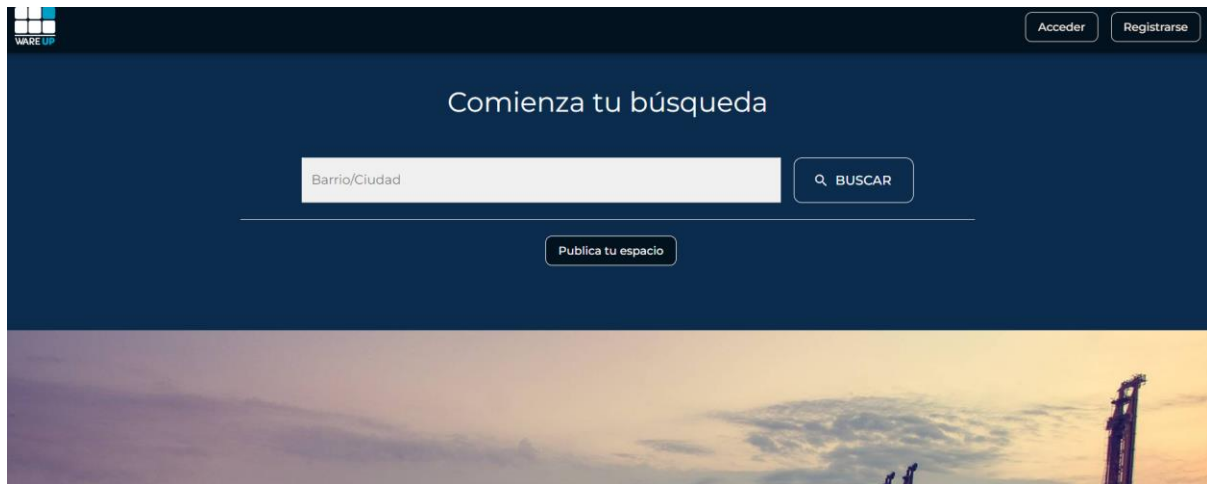 WARE UP
Acceder
Registrarse
Comienza tu búsqueda
Barrio/Ciudad
BUSCAR
Publica tu espacio